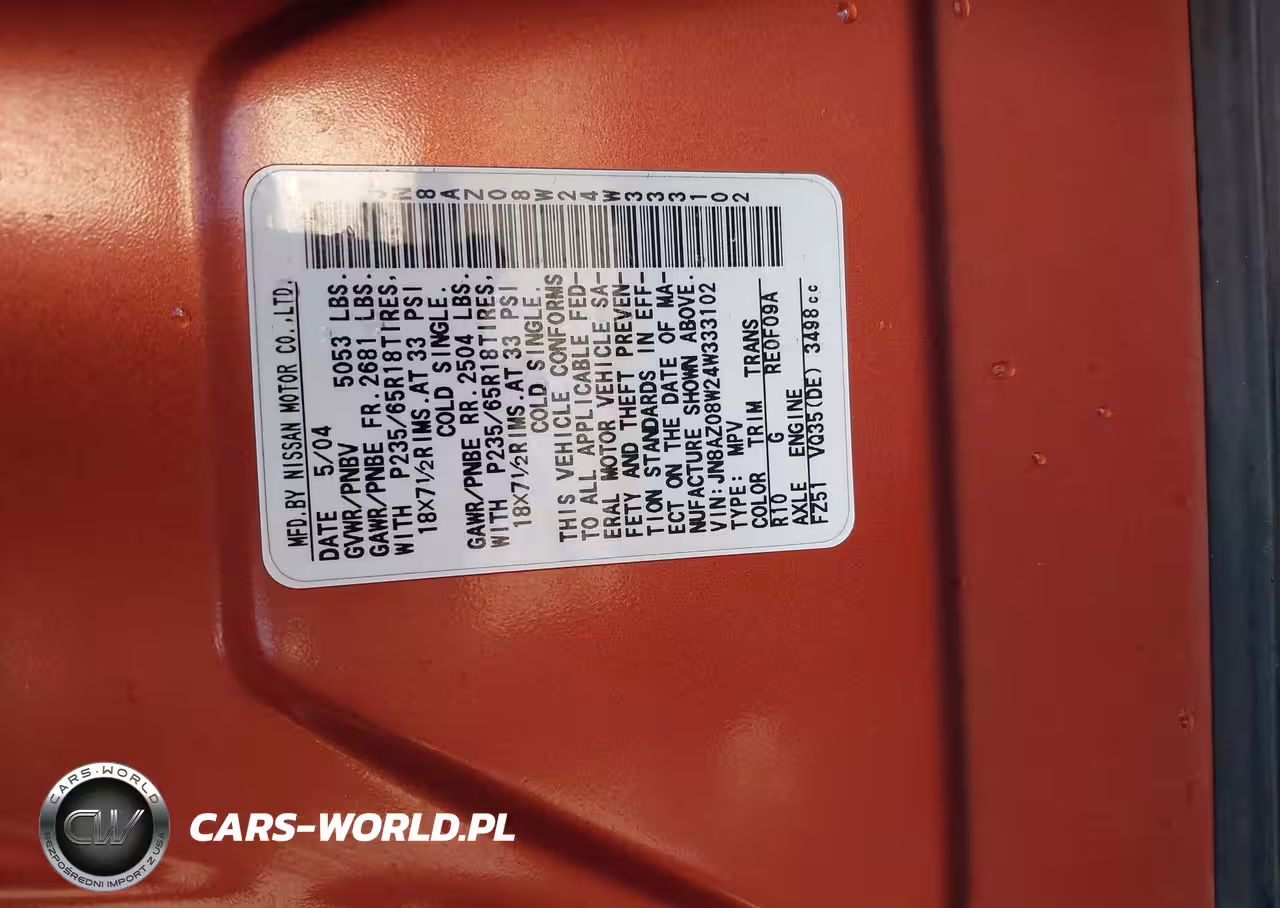 MFD.BY NISSAN MOTOR CO.,LTD.
DATE 5/04
GVWR/PNBV 5053 LBS.
GAWR/PNBE FR.2681 LBS.
WITH P235/65R18TIRES,
18X7½RIMS.AT 33 PSI
COLD SINGLE.
GAWR/PNBE RR.2504 LBS.
WITH P235/65R18TIRES,
18X7½RIMS.AT 33 PSI
COLD SINGLE.
THIS VEHICLE CONFORMS
TO ALL APPLICABLE FED-
ERAL MOTOR VEHICLE SA-
FETY AND THEFT PREVEN-
TION STANDARDS IN EFF-
ECT ON THE DATE OF MA-
NUFACTURE SHOWN ABOVE.
VIN:JN8AZ08W24W333102
TYPE: MPV
COLOR TRIM TRANS
R10 G RE0F09A
AXLE ENGINE
FZ51 VQ35(DE) 3498cc
JN8AZ08W24W333102
CARS-WORLD
CW
BEZPOŚREDNI IMPORT Z USA
CARS-WORLD.PL